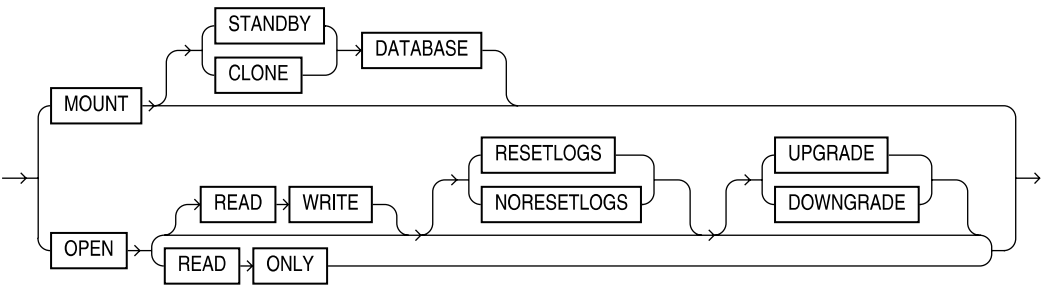 STANDBY
CLONE
DATABASE
MOUNT
RESETLOGS
NORESETLOGS
UPGRADE
DOWNGRADE
READ WRITE
OPEN
READ ONLY